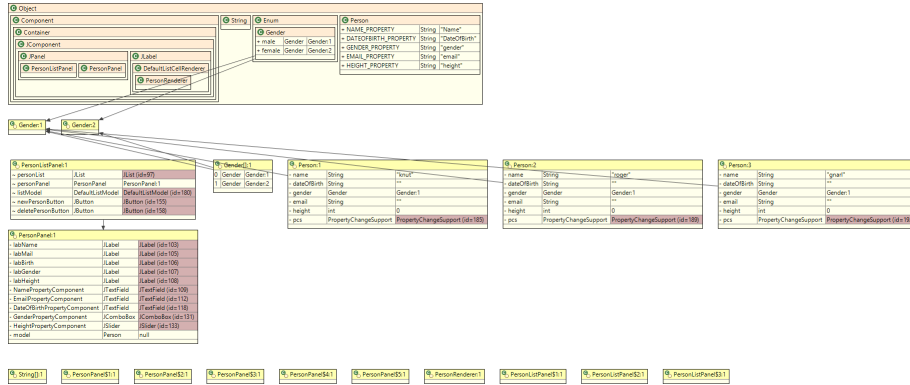 Object
Component
Container
JComponent
JPanel
PersonListPanel PersonPanel
JLabel
DefaultListCellRenderer
PersonRenderer
String
Enum
Gender
+ male Gender Gender:1
+ female Gender Gender:2
Person
+ NAME_PROPERTY String "Name"
+ DATEOFBIRTH_PROPERTY String "DateOfBirth"
+ GENDER_PROPERTY String "gender"
+ EMAIL_PROPERTY String "email"
+ HEIGHT_PROPERTY String "height"
Gender:1 Gender:2
PersonListPanel:1
~ personList JList JList (id=97)
~ personPanel PersonPanel PersonPanel:1
~ listModel DefaultListModel DefaultListModel (id=180)
~ newPersonButton JButton JButton (id=155)
~ deletePersonButton JButton JButton (id=158)
Gender[]:1
0 Gender Gender:1
1 Gender Gender:2
Person:1
- name String "knut"
- dateOfBirth String ""
- gender Gender Gender:1
- email String ""
- height int 0
- pcs PropertyChangeSupport PropertyChangeSupport (id=185)
Person:2
- name String "roger"
- dateOfBirth String ""
- gender Gender Gender:1
- email String ""
- height int 0
- pcs PropertyChangeSupport PropertyChangeSupport (id=189)
Person:3
- name String "gnarl"
- dateOfBirth String ""
- gender Gender Gender:1
- email String ""
- height int 0
- pcs PropertyChangeSupport PropertyChangeSupport (id=19
PersonPanel:1
- labName JLabel JLabel (id=103)
- labMail JLabel JLabel (id=105)
- labBirth JLabel JLabel (id=106)
- labGender JLabel JLabel (id=107)
- labHeight JLabel JLabel (id=108)
- NamePropertyComponent JTextField JTextField (id=109)
- EmailPropertyComponent JTextField JTextField (id=112)
- DateOfBirthPropertyComponent JTextField JTextField (id=118)
- GenderPropertyComponent JComboBox JComboBox (id=131)
- HeightPropertyComponent JSlider JSlider (id=133)
- model Person null
String[]:1 PersonPanel$1:1 PersonPanel$2:1 PersonPanel$3:1 PersonPanel$4:1 PersonPanel$5:1 PersonRenderer:1 PersonListPanel$1:1 PersonListPanel$2:1 PersonListPanel$3:1